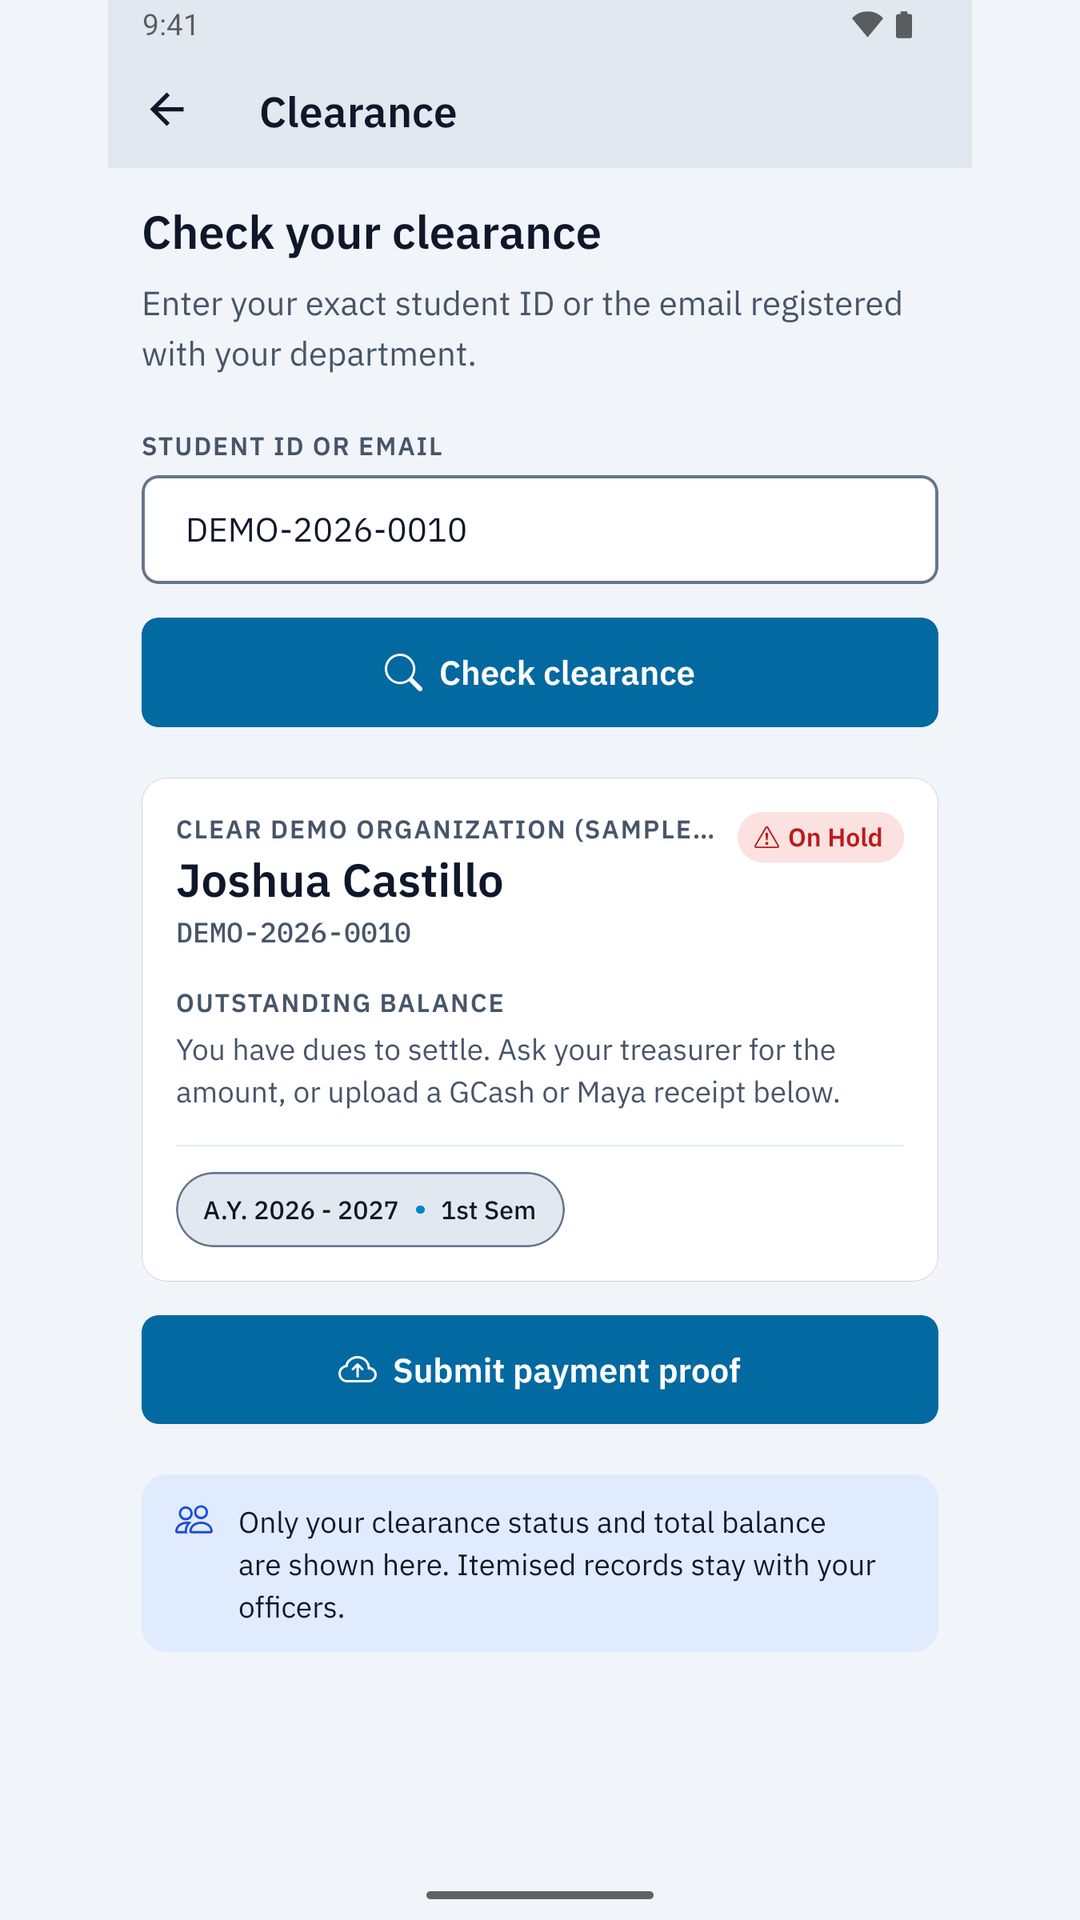 9:41
Clearance
Check your clearance
Enter your exact student ID or the email registered
with your department.
STUDENT ID OR EMAIL
DEMO-2026-0010
Check clearance
CLEAR DEMO ORGANIZATION (SAMPLE...
On Hold
Joshua Castillo
DEMO-2026-0010
OUTSTANDING BALANCE
You have dues to settle. Ask your treasurer for the
amount, or upload a GCash or Maya receipt below.
A.Y. 2026 - 2027 • 1st Sem
Submit payment proof
Only your clearance status and total balance
are shown here. Itemised records stay with your
officers.